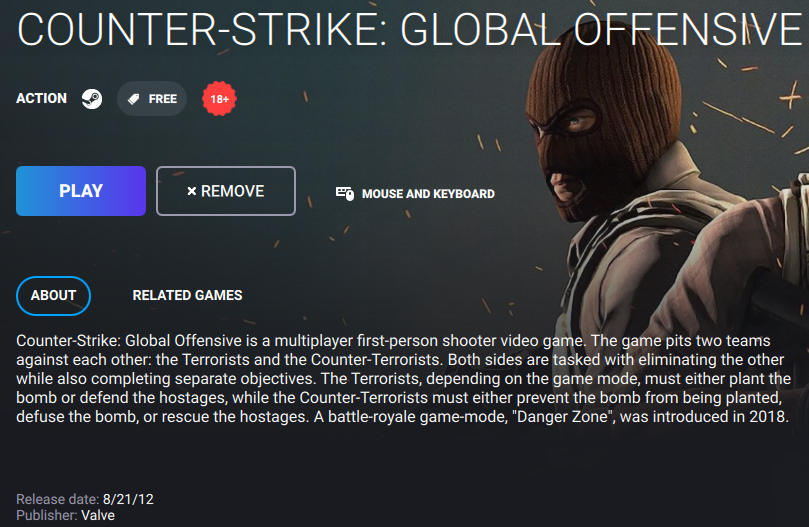 COUNTER-STRIKE: GLOBAL OFFENSIVE
ACTION FREE 18+
PLAY × REMOVE MOUSE AND KEYBOARD
ABOUT RELATED GAMES
Counter-Strike: Global Offensive is a multiplayer first-person shooter video game. The game pits two teams
against each other: the Terrorists and the Counter-Terrorists. Both sides are tasked with eliminating the other
while also completing separate objectives. The Terrorists, depending on the game mode, must either plant the
bomb or defend the hostages, while the Counter-Terrorists must either prevent the bomb from being planted,
defuse the bomb, or rescue the hostages. A battle-royale game-mode, "Danger Zone", was introduced in 2018.
Release date: 8/21/12
Publisher: Valve